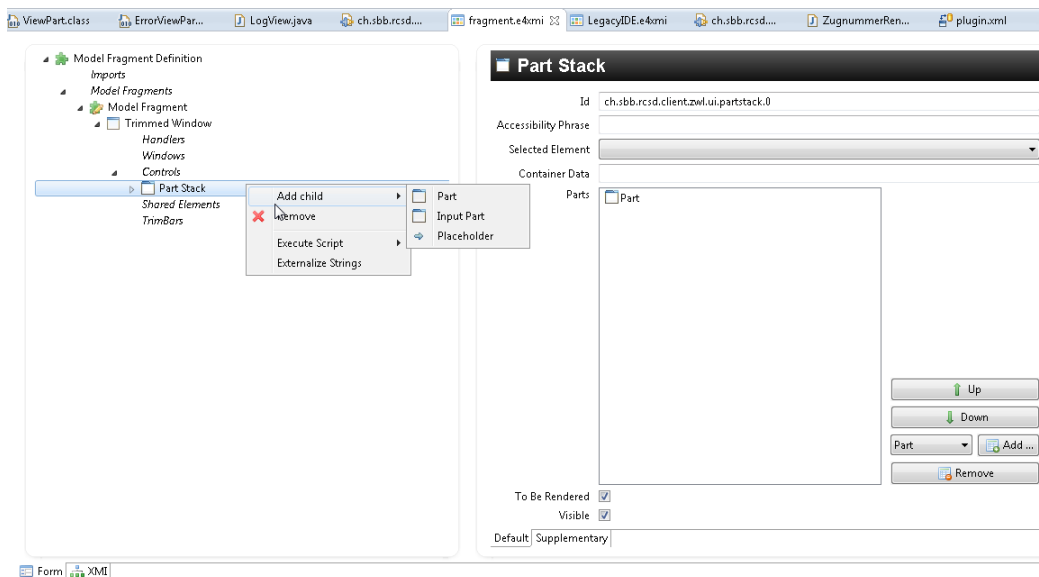 ViewPart.class ErrorViewPar... LogView.java ch.sbb.rcsd.... fragment.e4xmi LegacyIDE.e4xmi ch.sbb.rcsd.... ZugnummerRen... plugin.xml
Model Fragment Definition
Imports
Model Fragments
Model Fragment
Trimmed Window
Handlers
Windows
Controls
Part Stack
Shared Elements
TrimBars
Add child
Remove
Execute Script
Externalize Strings
Part
Input Part
Placeholder
Part Stack
Id ch.sbb.rcsd.client.zwl.ui.partstack.0
Accessibility Phrase
Selected Element
Container Data
Parts Part
Up
Down
Part Add ...
Remove
To Be Rendered
Visible
Default Supplementary
Form XMI